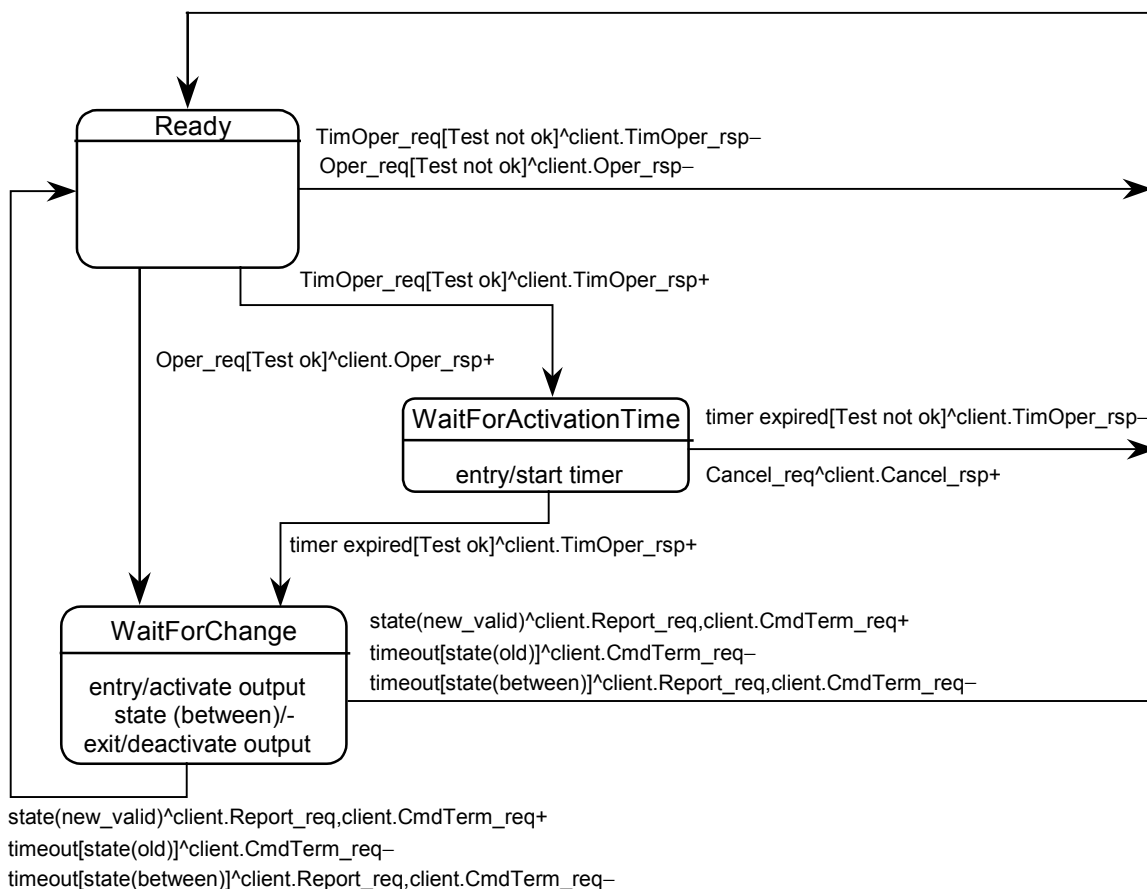 Ready
TimOper_req[Test not ok]^client.TimOper_rsp–
Oper_req[Test not ok]^client.Oper_rsp–
TimOper_req[Test ok]^client.TimOper_rsp+
Oper_req[Test ok]^client.Oper_rsp+
WaitForActivationTime
entry/start timer
timer expired[Test not ok]^client.TimOper_rsp–
Cancel_req^client.Cancel_rsp+
timer expired[Test ok]^client.TimOper_rsp+
WaitForChange
entry/activate output
state (between)/-
exit/deactivate output
state(new_valid)^client.Report_req,client.CmdTerm_req+
timeout[state(old)]^client.CmdTerm_req–
timeout[state(between)]^client.Report_req,client.CmdTerm_req–
state(new_valid)^client.Report_req,client.CmdTerm_req+
timeout[state(old)]^client.CmdTerm_req–
timeout[state(between)]^client.Report_req,client.CmdTerm_req–